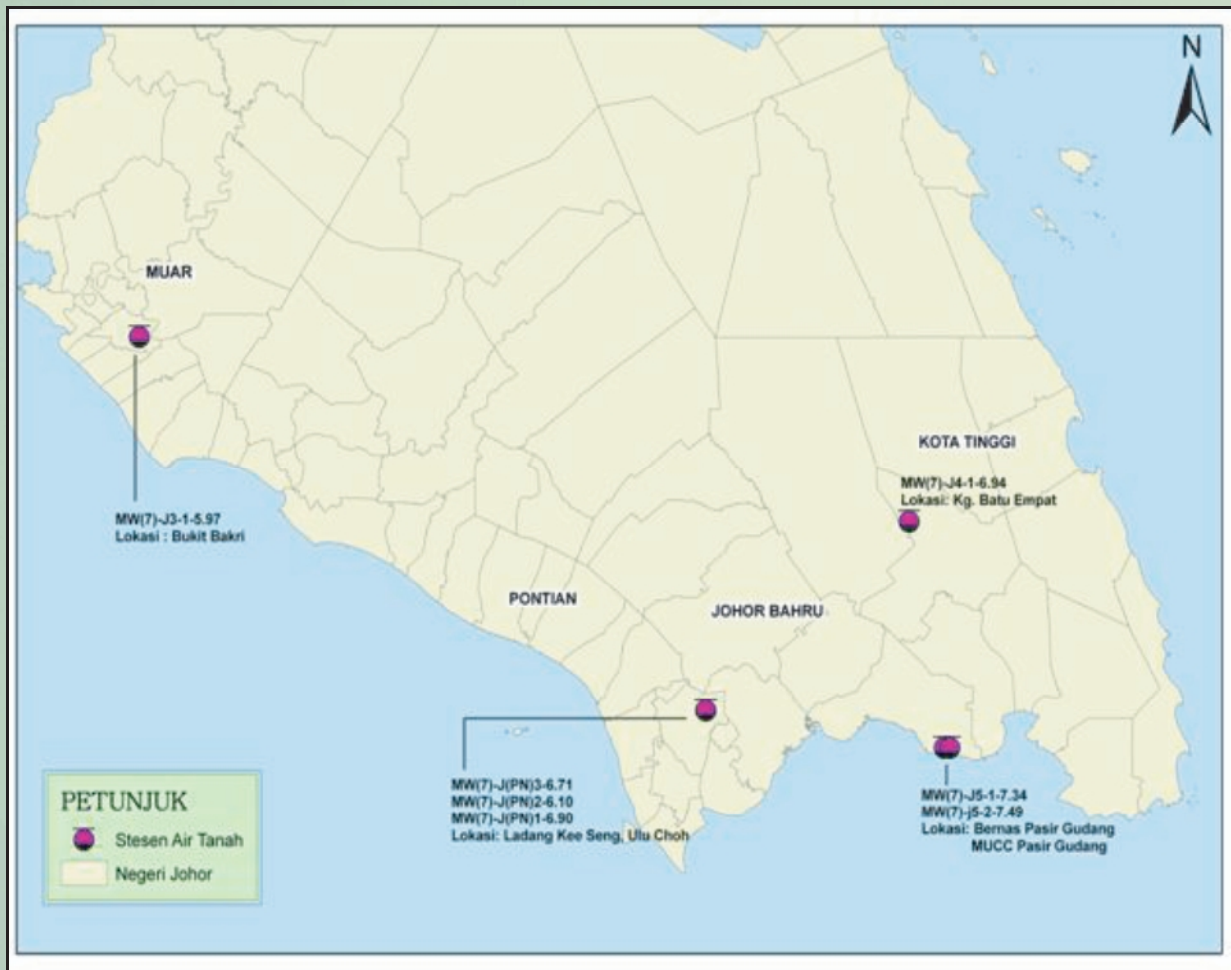 N
MUAR
KOTA TINGGI
MW(7)-J4-1-6.94
Lokasi: Kg. Batu Empat
MW(7)-J3-1-5.97
Lokasi : Bukit Bakri
PONTIAN
JOHOR BAHRU
MW(7)-J(PN)3-6.71
MW(7)-J(PN)2-6.10
MW(7)-J(PN)1-6.90
Lokasi: Ladang Kee Seng, Ulu Choh
MW(7)-J5-1-7.34
MW(7)-j5-2-7.49
Lokasi: Bernas Pasir Gudang
MUCC Pasir Gudang
PETUNJUK
Stesen Air Tanah
Negeri Johor